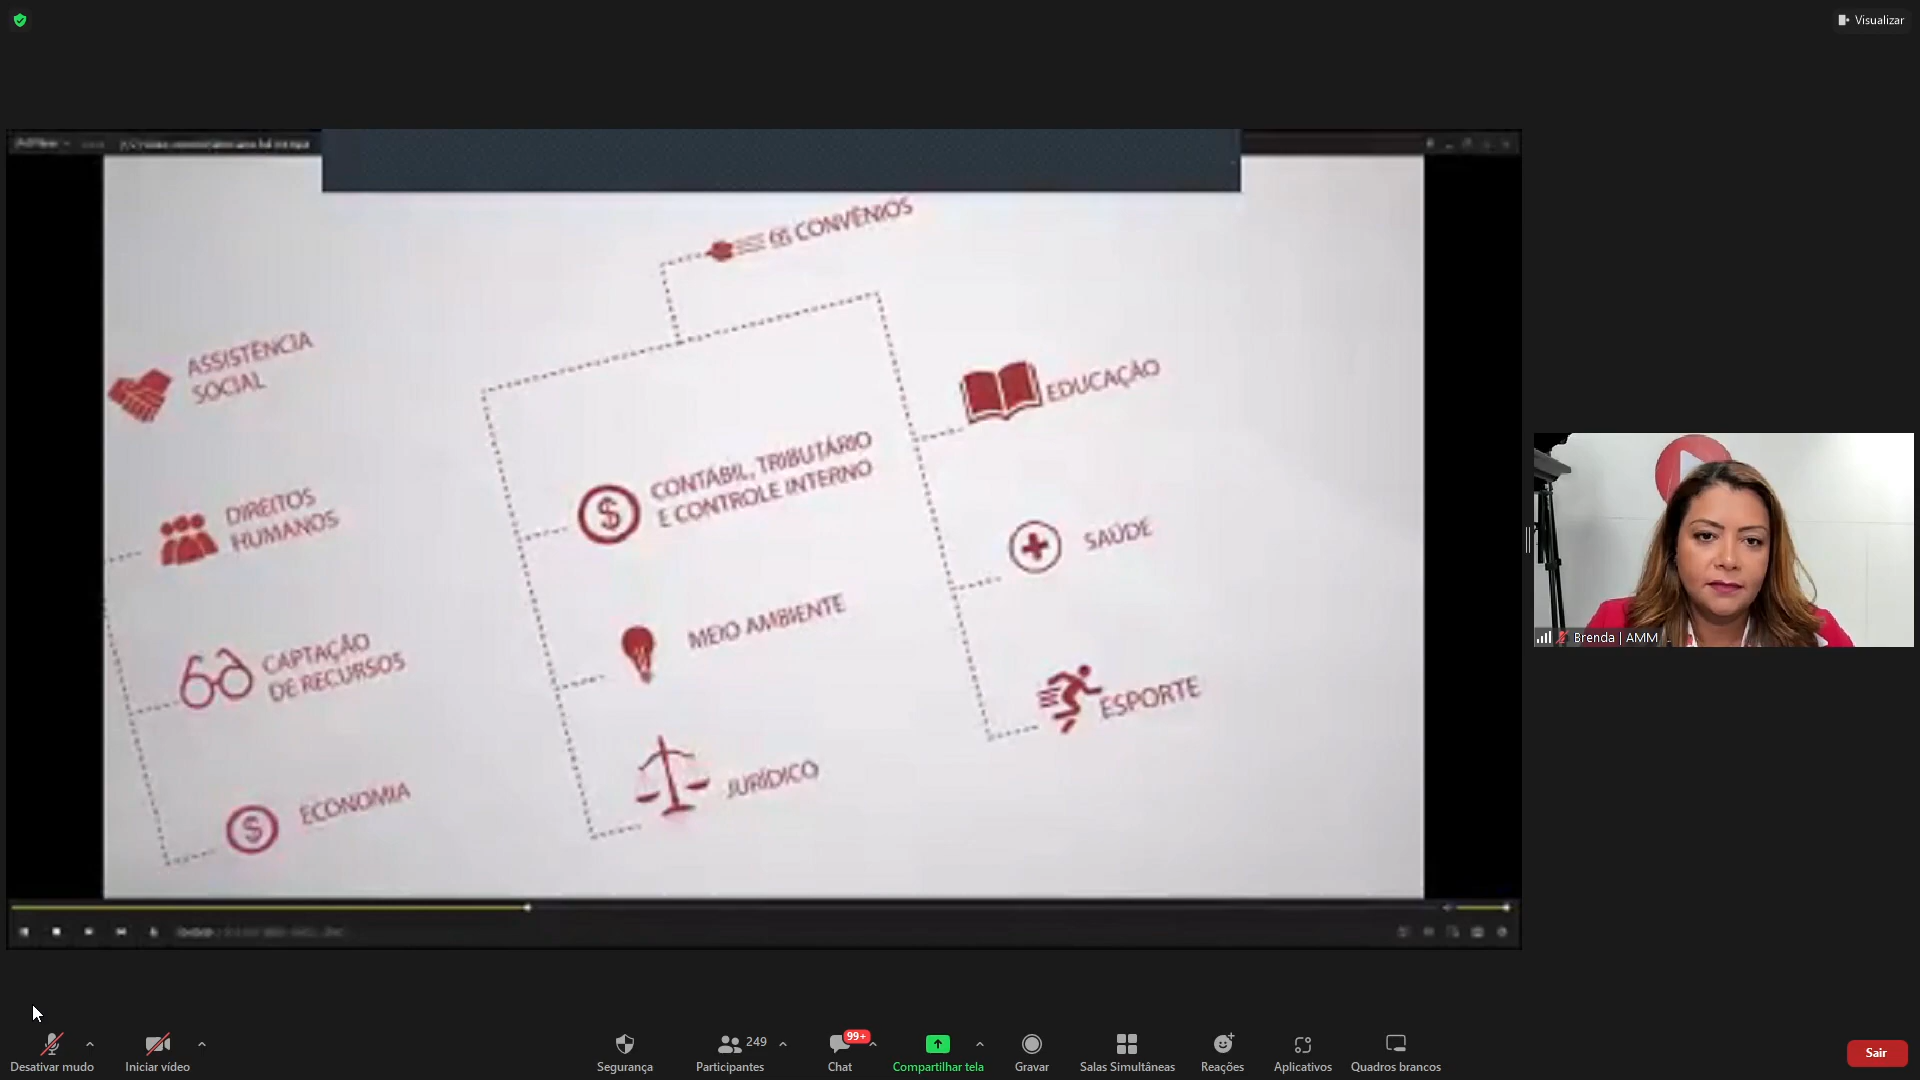 Visualizar
CONVÊNIOS
ASSISTÊNCIA
SOCIAL
DIREITOS
HUMANOS
CAPTAÇÃO
DE RECURSOS
ECONOMIA
CONTÁBIL, TRIBUTÁRIO
E CONTROLE INTERNO
MEIO AMBIENTE
JURÍDICO
EDUCAÇÃO
SAÚDE
ESPORTE
Brenda | AMM
Desativar mudo
Iniciar vídeo
Segurança
249
Participantes
99+
Chat
Compartilhar tela
Gravar
Salas Simultâneas
Reações
Aplicativos
Quadros brancos
Sair